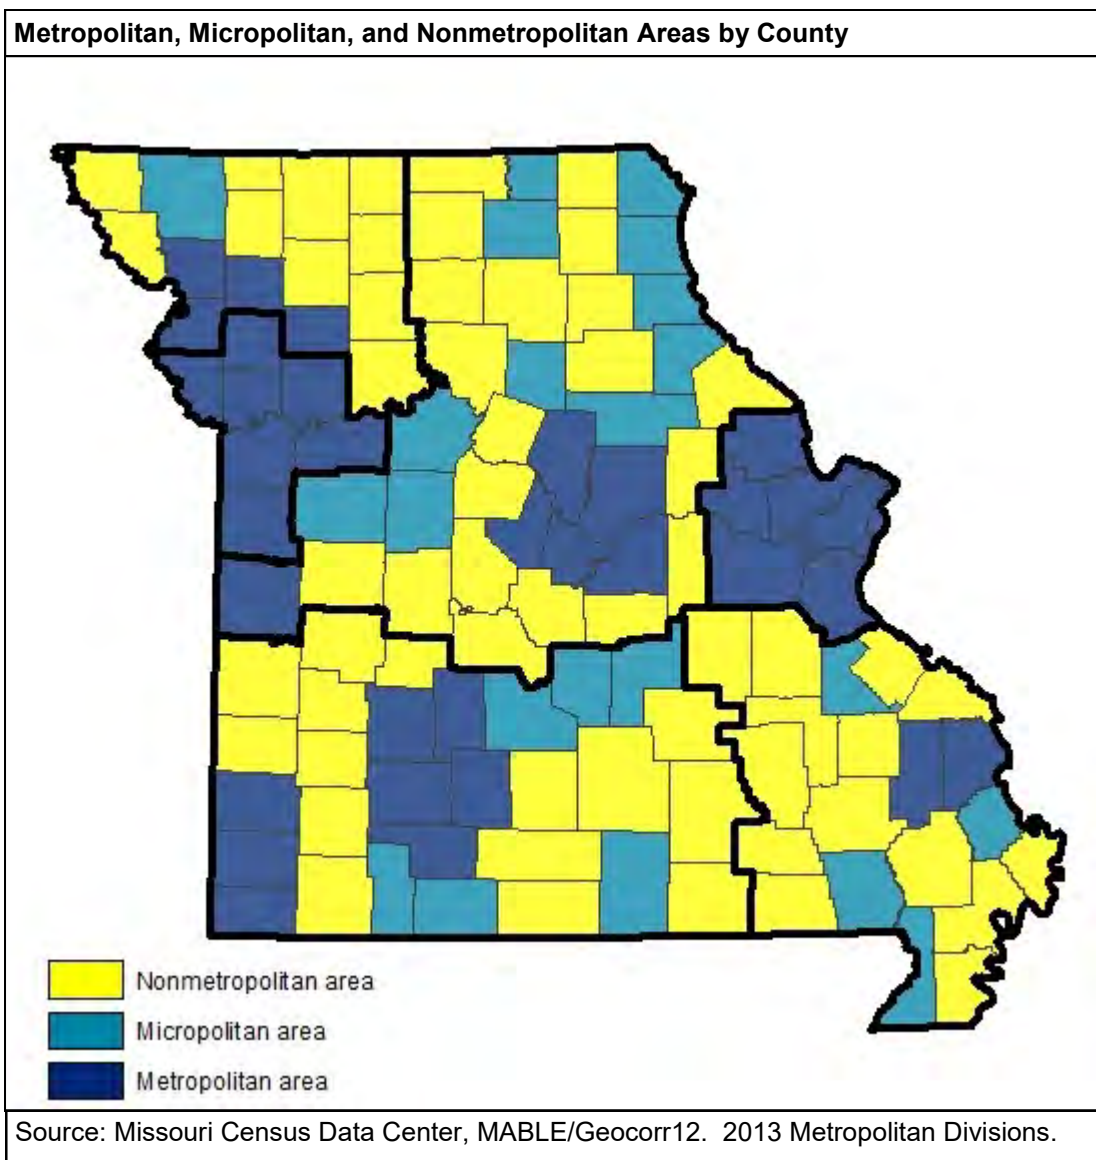 Metropolitan, Micropolitan, and Nonmetropolitan Areas by County
Nonmetropolitan area
Micropolitan area
Metropolitan area
Source: Missouri Census Data Center, MABLE/Geocorr12. 2013 Metropolitan Divisions.